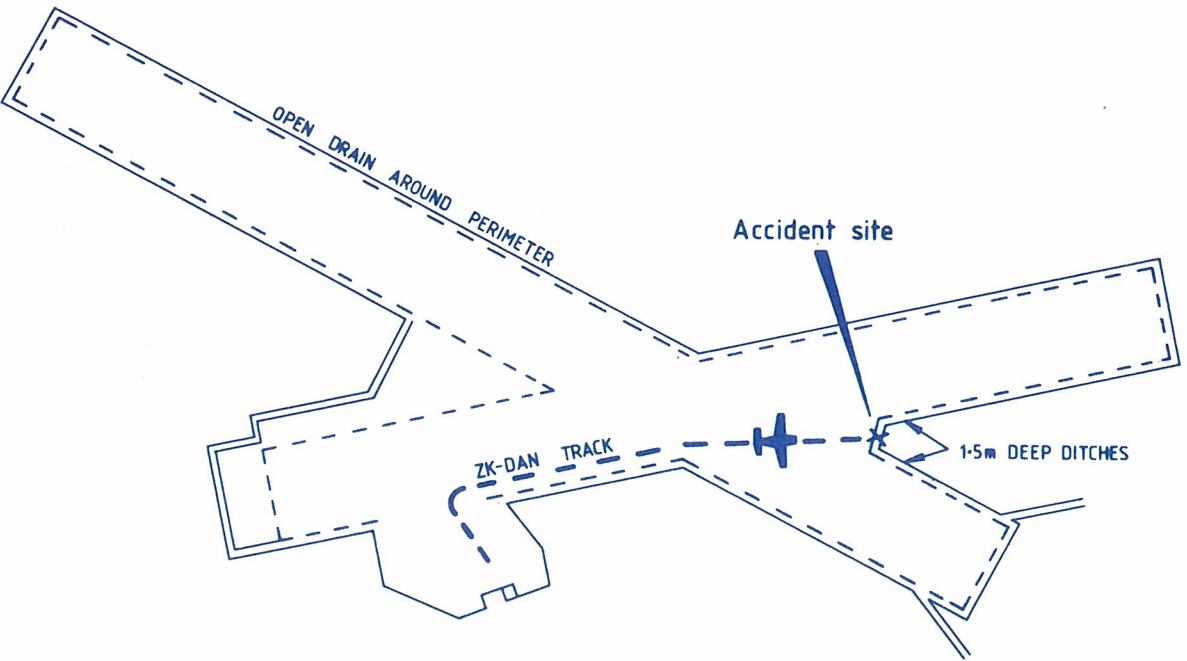 OPEN DRAIN AROUND PERIMETER
Accident site
ZK-DAN TRACK
1·5m DEEP DITCHES